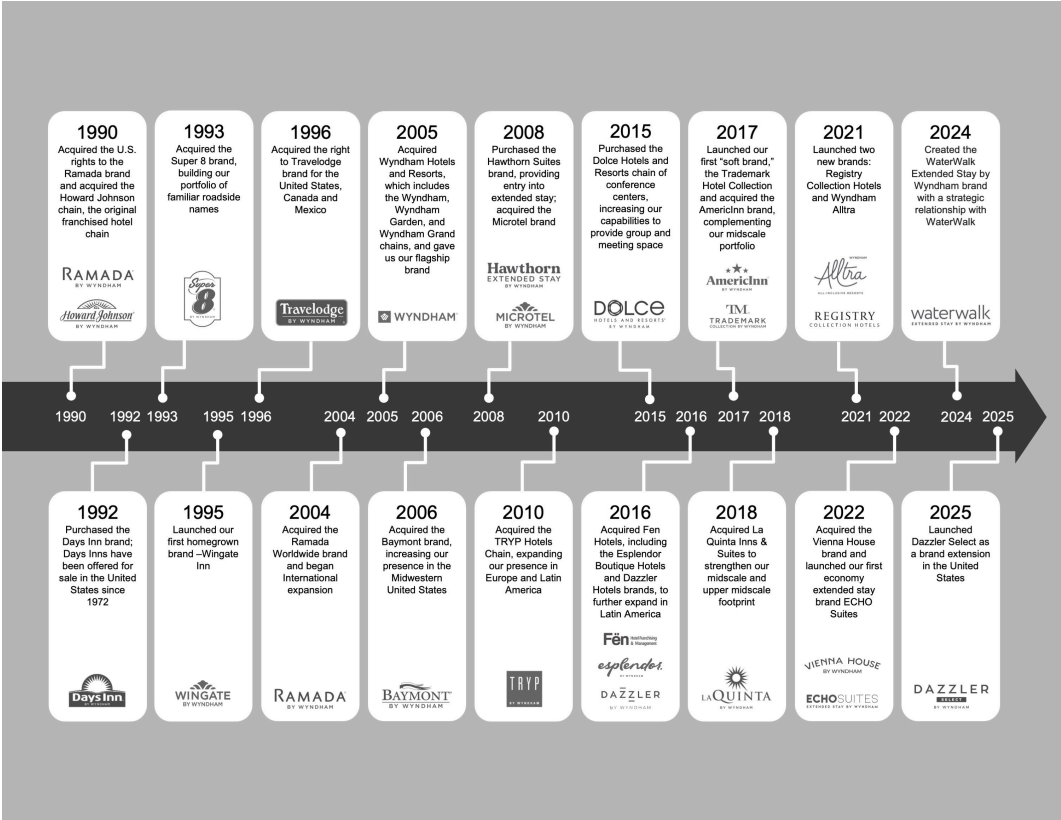 1990
Acquired the U.S.
rights to the
Ramada brand
and acquired the
Howard Johnson
chain, the original
franchised hotel
chain
RAMADA
BY WYNDHAM
Howard Johnson
BY WYNDHAM
1993
Acquired the
Super 8 brand,
building our
portfolio of
familiar roadside
names
Super
8
BY WYNDHAM
1996
Acquired the right
to Travelodge
brand for the
United States,
Canada and
Mexico
Travelodge
BY WYNDHAM
2005
Acquired
Wyndham Hotels
and Resorts,
which includes
the Wyndham,
Wyndham
Garden, and
Wyndham Grand
chains, and gave
us our flagship
brand
WYNDHAM
2008
Purchased the
Hawthorn Suites
brand, providing
entry into
extended stay;
acquired the
Microtel brand
Hawthorn
EXTENDED STAY
BY WYNDHAM
MICROTEL
BY WYNDHAM
2015
Purchased the
Dolce Hotels and
Resorts chain of
conference
centers,
increasing our
capabilities to
provide group and
meeting space
DOLCE
HOTELS AND RESORTS
BY WYNDHAM
2017
Launched our
first “soft brand,”
the Trademark
Hotel Collection
and acquired the
AmericInn brand,
complementing
our midscale
portfolio
AmericInn
BY WYNDHAM
TM
TRADEMARK
COLLECTION BY WYNDHAM
2021
Launched two
new brands:
Registry
Collection Hotels
and Wyndham
Alltra
WYNDHAM
Alltra
ALL-INCLUSIVE RESORTS
REGISTRY
COLLECTION HOTELS
2024
Created the
WaterWalk
Extended Stay by
Wyndham brand
with a strategic
relationship with
WaterWalk
waterwalk
EXTENDED STAY BY WYNDHAM
1990 1992 1993 1995 1996 2004 2005 2006 2008 2010 2015 2016 2017 2018 2021 2022 2024 2025
1992
Purchased the
Days Inn brand;
Days Inns have
been offered for
sale in the United
States since
1972
Days Inn
BY WYNDHAM
1995
Launched our
first homegrown
brand –Wingate
Inn
WINGATE
BY WYNDHAM
2004
Acquired the
Ramada
Worldwide brand
and began
International
expansion
RAMADA
BY WYNDHAM
2006
Acquired the
Baymont brand,
increasing our
presence in the
Midwestern
United States
BAYMONT
BY WYNDHAM
2010
Acquired the
TRYP Hotels
Chain, expanding
our presence in
Europe and Latin
America
TRYP
BY WYNDHAM
2016
Acquired Fen
Hotels, including
the Esplendor
Boutique Hotels
and Dazzler
Hotels brands, to
further expand in
Latin America
Fën Hotel Franchising
& Management
esplendor.
BY WYNDHAM
DAZZLER
BY WYNDHAM
2018
Acquired La
Quinta Inns &
Suites to
strengthen our
midscale and
upper midscale
footprint
LAQUINTA
BY WYNDHAM
2022
Acquired the
Vienna House
brand and
launched our first
economy
extended stay
brand ECHO
Suites
VIENNA HOUSE
BY WYNDHAM
ECHOSUITES
EXTENDED STAY BY WYNDHAM
2025
Launched
Dazzler Select as
a brand extension
in the United
States
DAZZLER
SELECT
BY WYNDHAM